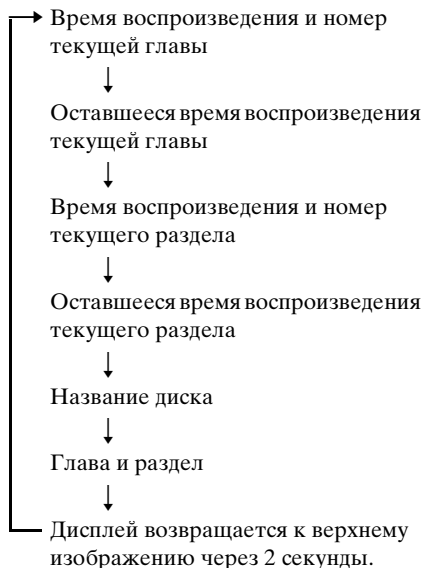 Время воспроизведения и номер
текущей главы
Оставшееся время воспроизведения
текущей главы
Время воспроизведения и номер
текущего раздела
Оставшееся время воспроизведения
текущего раздела
Название диска
Глава и раздел
Дисплей возвращается к верхнему
изображению через 2 секунды.